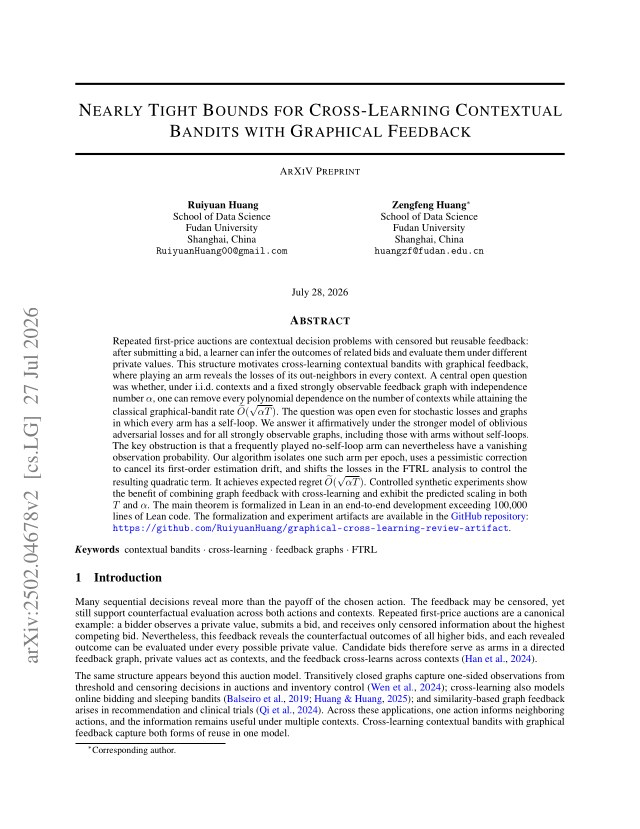 NEARLY TIGHT BOUNDS FOR CROSS-LEARNING CONTEXTUAL
BANDITS WITH GRAPHICAL FEEDBACK
ARXIV PREPRINT
Ruiyuan Huang
School of Data Science
Fudan University
Shanghai, China
RuiyuanHuang00@gmail.com
Zengfeng Huang*
School of Data Science
Fudan University
Shanghai, China
huangzf@fudan.edu.cn
July 28, 2026
ABSTRACT
Repeated first-price auctions are contextual decision problems with censored but reusable feedback:
after submitting a bid, a learner can infer the outcomes of related bids and evaluate them under different
private values. This structure motivates cross-learning contextual bandits with graphical feedback,
where playing an arm reveals the losses of its out-neighbors in every context. A central open question
was whether, under i.i.d. contexts and a fixed strongly observable feedback graph with independence
number α, one can remove every polynomial dependence on the number of contexts while attaining the
classical graphical-bandit rate Õ(√αT). The question was open even for stochastic losses and graphs
in which every arm has a self-loop. We answer it affirmatively under the stronger model of oblivious
adversarial losses and for all strongly observable graphs, including those with arms without self-loops.
The key obstruction is that a frequently played no-self-loop arm can nevertheless have a vanishing
observation probability. Our algorithm isolates one such arm per epoch, uses a pessimistic correction
to cancel its first-order estimation drift, and shifts the losses in the FTRL analysis to control the
resulting quadratic term. It achieves expected regret Õ(√αT). Controlled synthetic experiments show
the benefit of combining graph feedback with cross-learning and exhibit the predicted scaling in both
T and α. The main theorem is formalized in Lean in an end-to-end development exceeding 100,000
lines of Lean code. The formalization and experiment artifacts are available in the GitHub repository:
https://github.com/RuiyuanHuang/graphical-cross-learning-review-artifact.
Keywords contextual bandits · cross-learning · feedback graphs · FTRL
1 Introduction
Many sequential decisions reveal more than the payoff of the chosen action. The feedback may be censored, yet
still support counterfactual evaluation across both actions and contexts. Repeated first-price auctions are a canonical
example: a bidder observes a private value, submits a bid, and receives only censored information about the highest
competing bid. Nevertheless, this feedback reveals the counterfactual outcomes of all higher bids, and each revealed
outcome can be evaluated under every possible private value. Candidate bids therefore serve as arms in a directed
feedback graph, private values act as contexts, and the feedback cross-learns across contexts (Han et al., 2024).
The same structure appears beyond this auction model. Transitively closed graphs capture one-sided observations from
threshold and censoring decisions in auctions and inventory control (Wen et al., 2024); cross-learning also models
online bidding and sleeping bandits (Balseiro et al., 2019; Huang & Huang, 2025); and similarity-based graph feedback
arises in recommendation and clinical trials (Qi et al., 2024). Across these applications, one action informs neighboring
actions, and the information remains useful under multiple contexts. Cross-learning contextual bandits with graphical
feedback capture both forms of reuse in one model.
*Corresponding author.
arXiv:2502.04678v2 [cs.LG] 27 Jul 2026